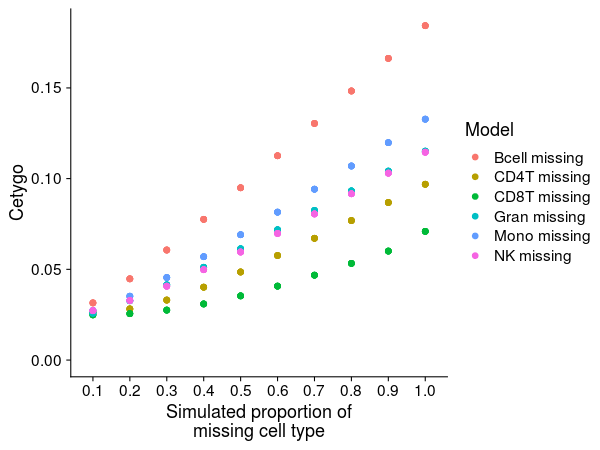 Cetygo
0.15
0.10
0.05
0.00
0.1 0.2 0.3 0.4 0.5 0.6 0.7 0.8 0.9 1.0
Simulated proportion of
missing cell type
Model
Bcell missing
CD4T missing
CD8T missing
Gran missing
Mono missing
NK missing